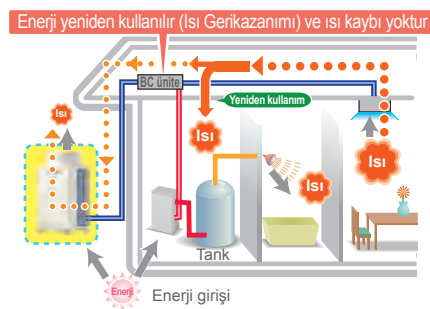 Enerji yeniden kullanılır (Isı Gerikazanımı) ve ısı kaybı yoktur
BC ünite
Yeniden kullanım
Isı
Isı
Isı
Isı
Tank
Enerji
Enerji girişi